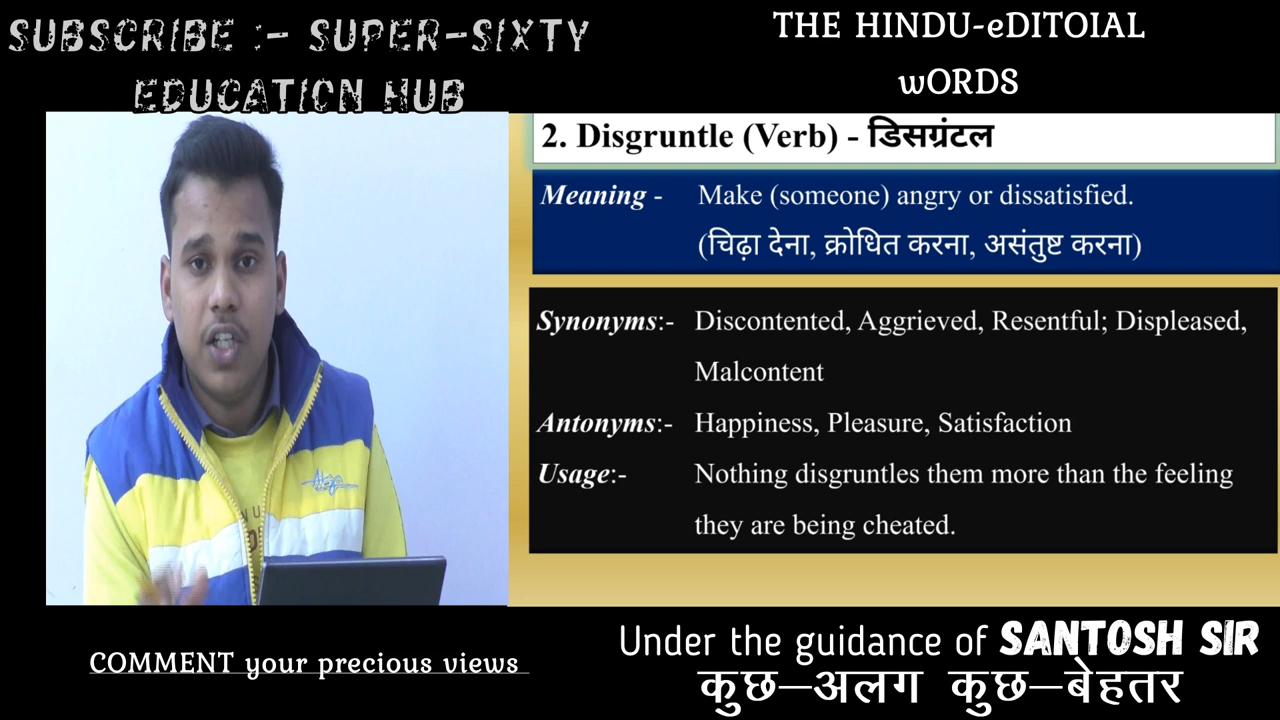 SUBSCRIBE :- SUPER-SIXTY
EDUCATION HUB
THE HINDU-eDITOIAL
wORDS
2. Disgruntle (Verb) - डिसग्रंटल
Meaning - Make (someone) angry or dissatisfied.
(चिढ़ा देना, क्रोधित करना, असंतुष्ट करना)
Synonyms:- Discontented, Aggrieved, Resentful; Displeased,
Malcontent
Antonyms:- Happiness, Pleasure, Satisfaction
Usage:- Nothing disgruntles them more than the feeling
they are being cheated.
COMMENT your precious views
Under the guidance of SANTOSH SIR
कुछ–अलग कुछ–बेहतर